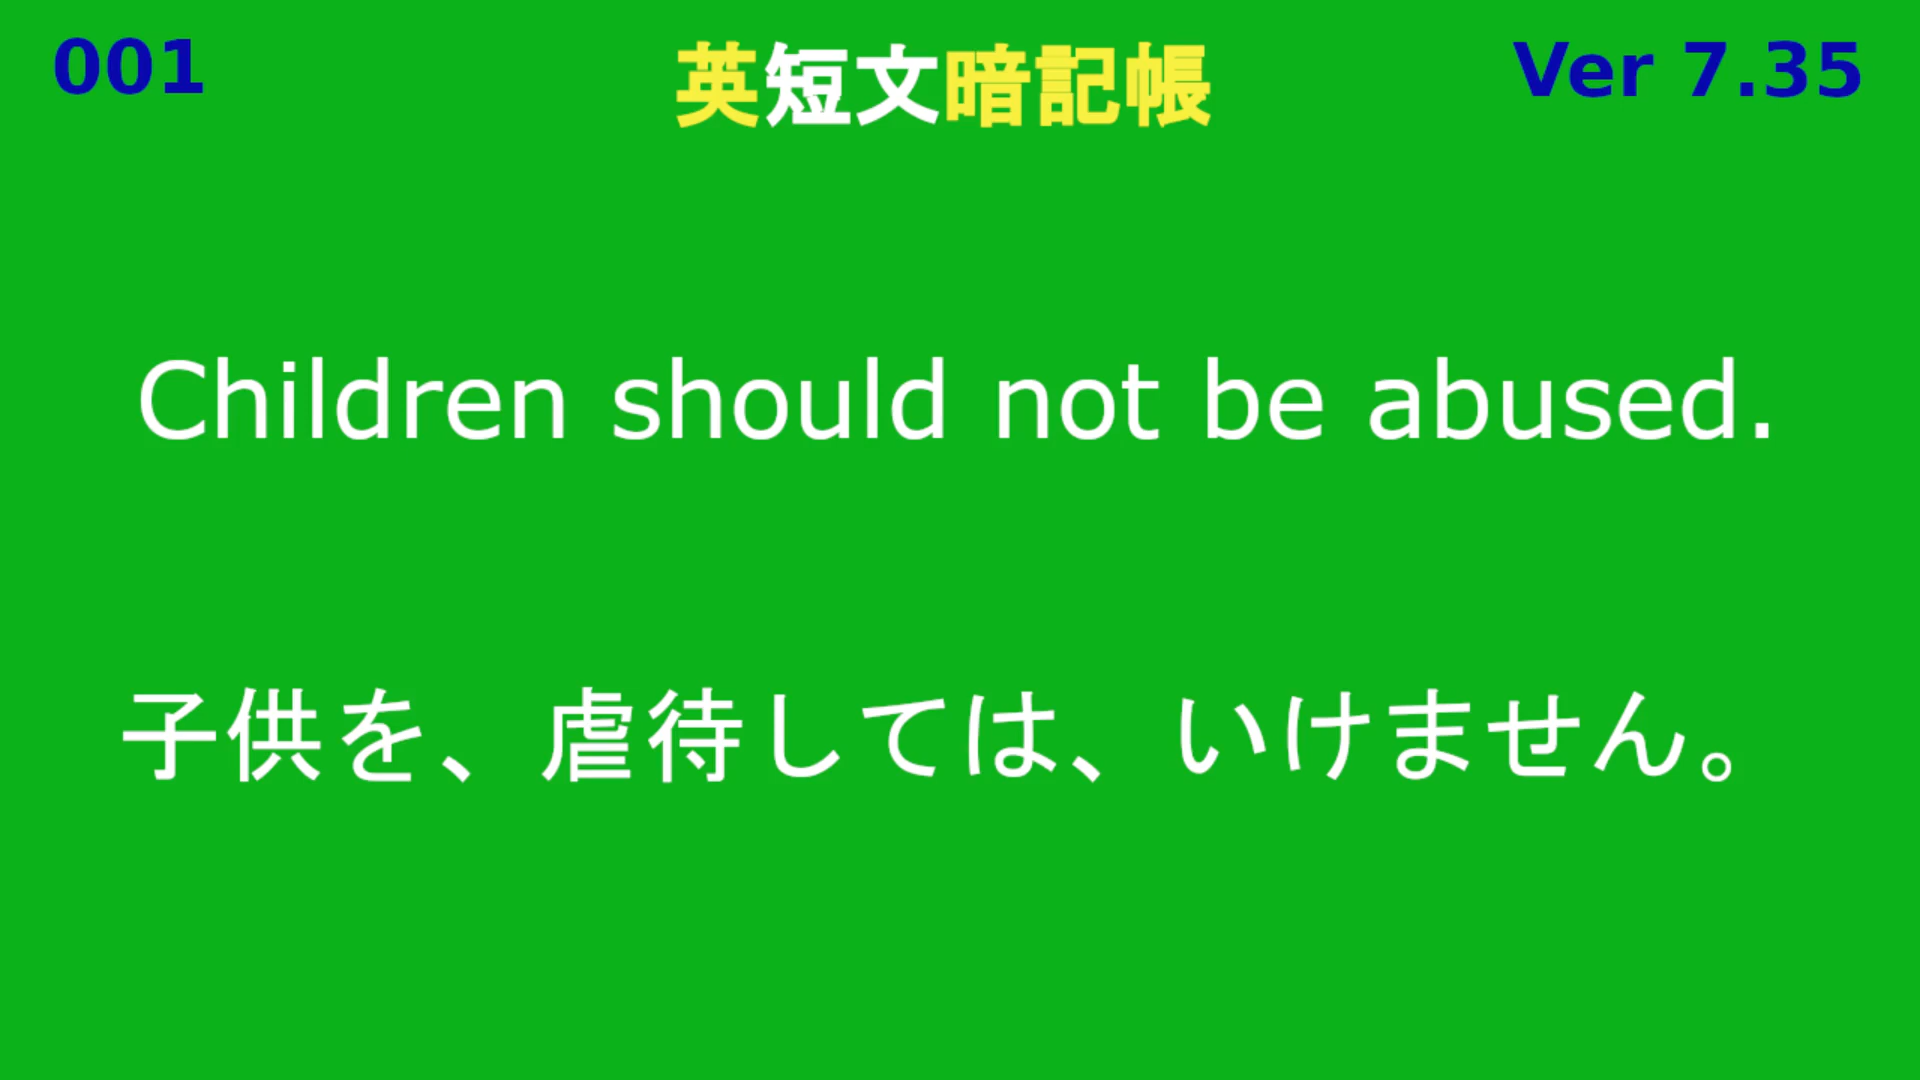 001
英短文暗記帳
Ver 7.35
Children should not be abused.
子供を、虐待しては、いけません。